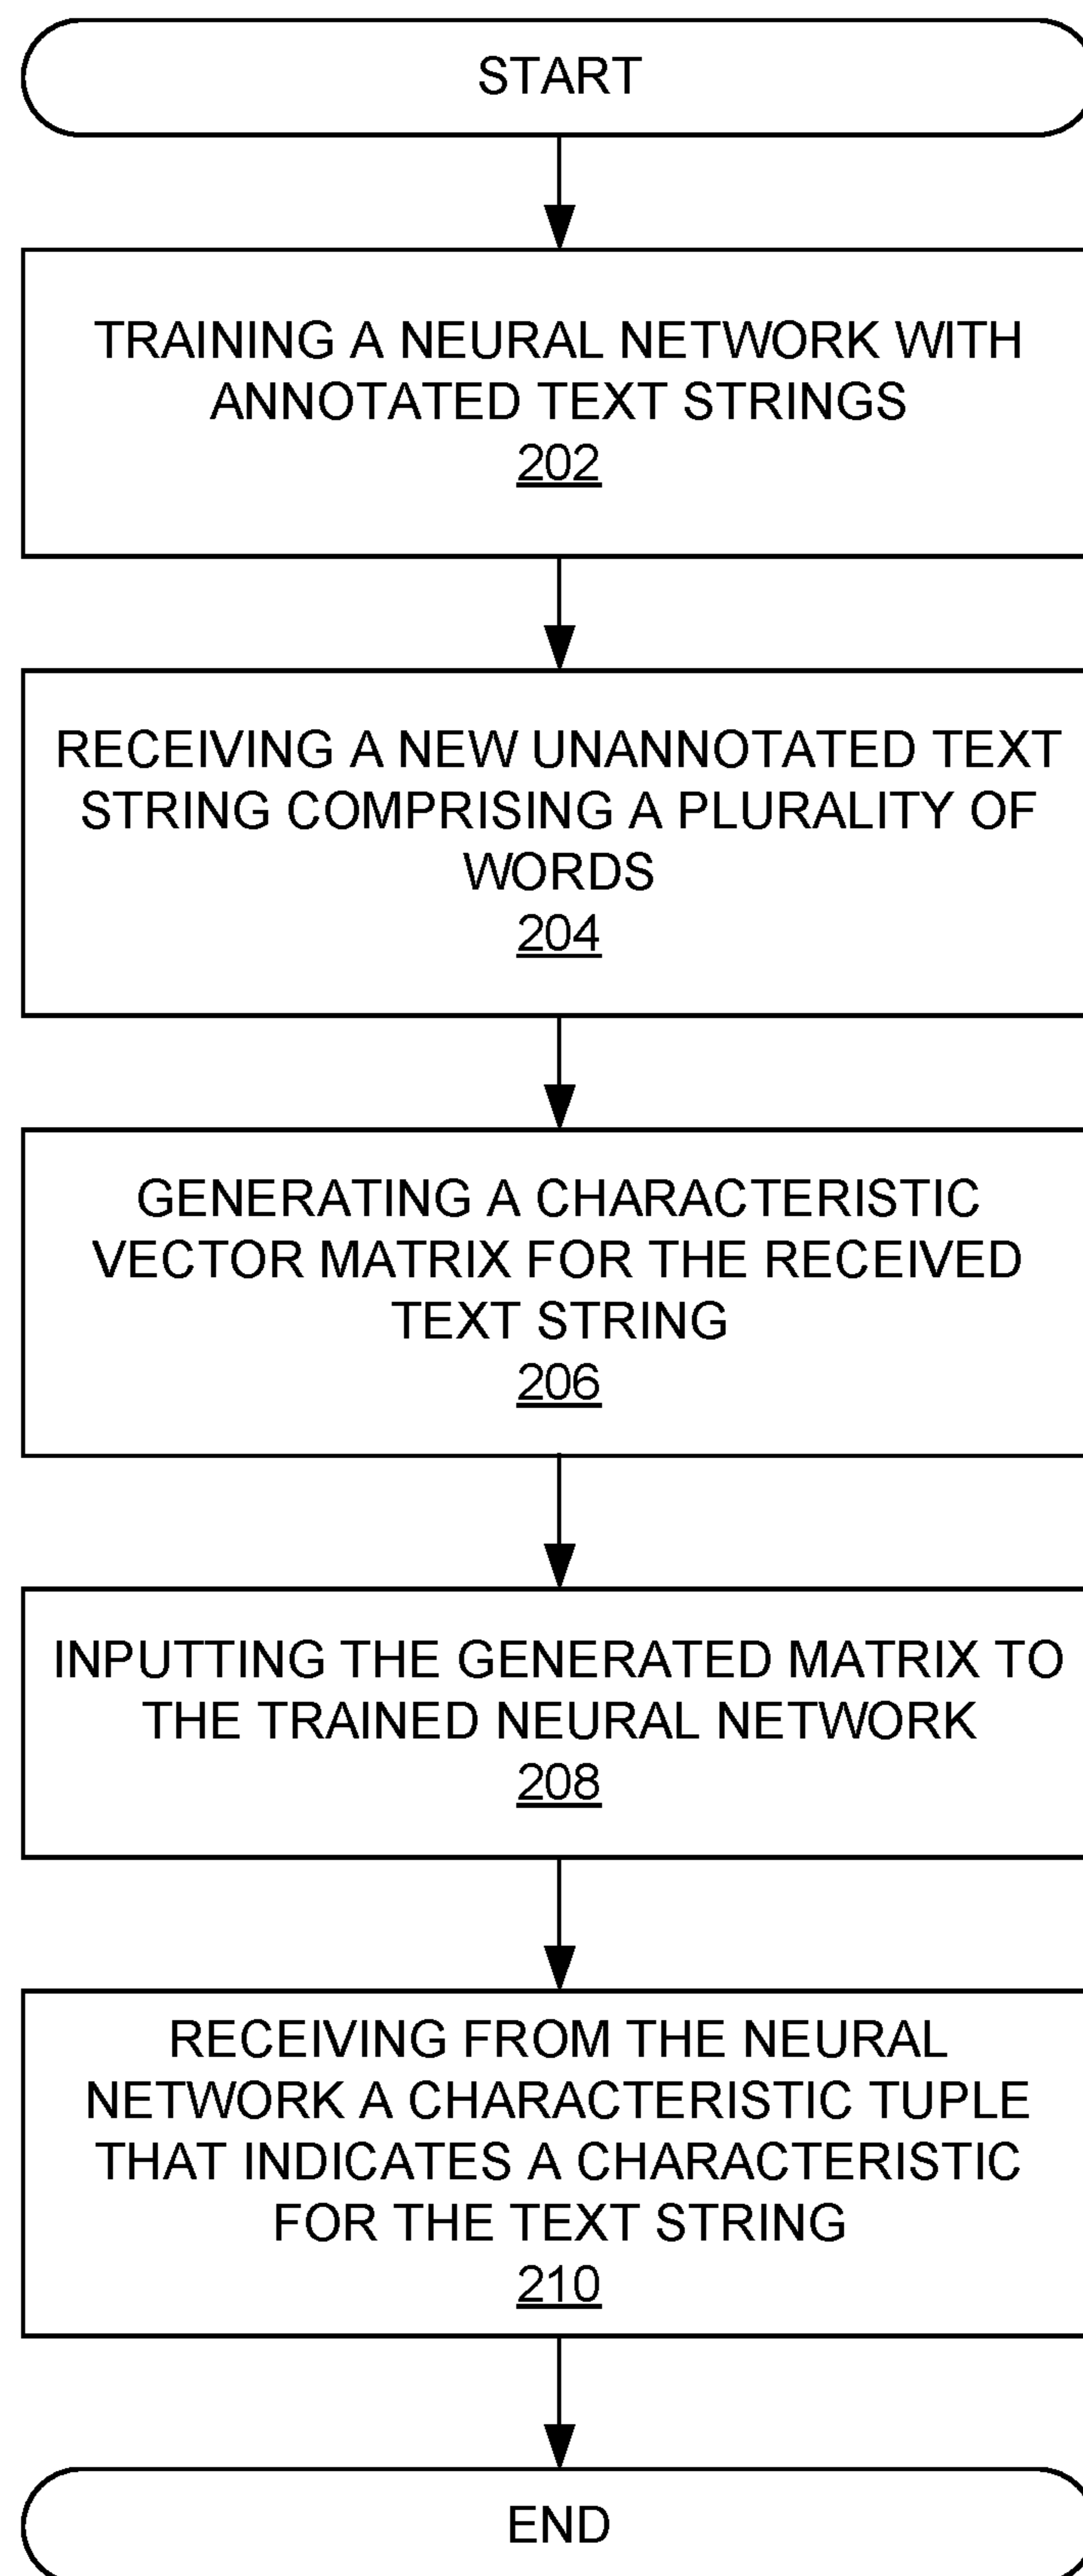 START
TRAINING A NEURAL NETWORK WITH
ANNOTATED TEXT STRINGS
202
RECEIVING A NEW UNANNOTATED TEXT
STRING COMPRISING A PLURALITY OF
WORDS
204
GENERATING A CHARACTERISTIC
VECTOR MATRIX FOR THE RECEIVED
TEXT STRING
206
INPUTTING THE GENERATED MATRIX TO
THE TRAINED NEURAL NETWORK
208
RECEIVING FROM THE NEURAL
NETWORK A CHARACTERISTIC TUPLE
THAT INDICATES A CHARACTERISTIC
FOR THE TEXT STRING
210
END